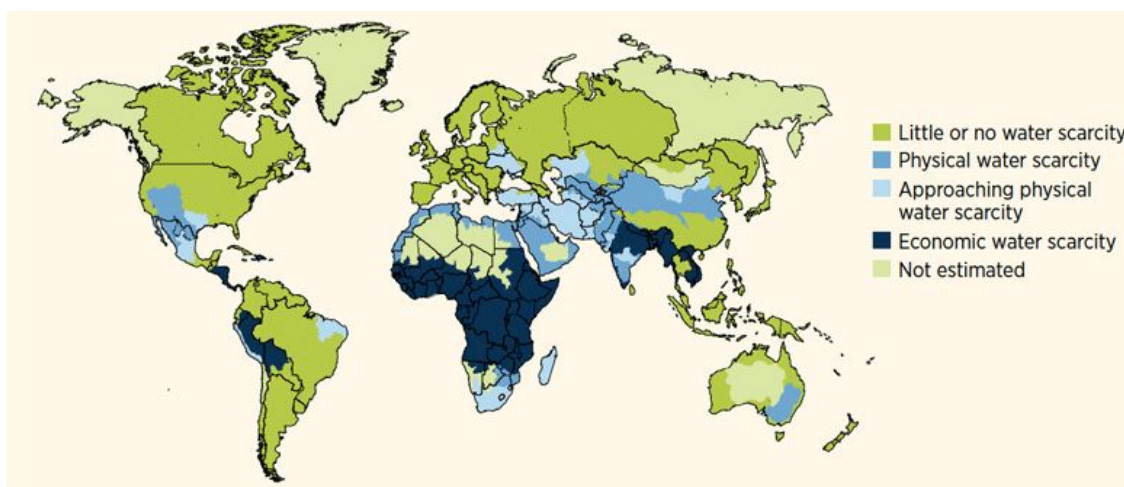 Little or no water scarcity
Physical water scarcity
Approaching physical
water scarcity
Economic water scarcity
Not estimated